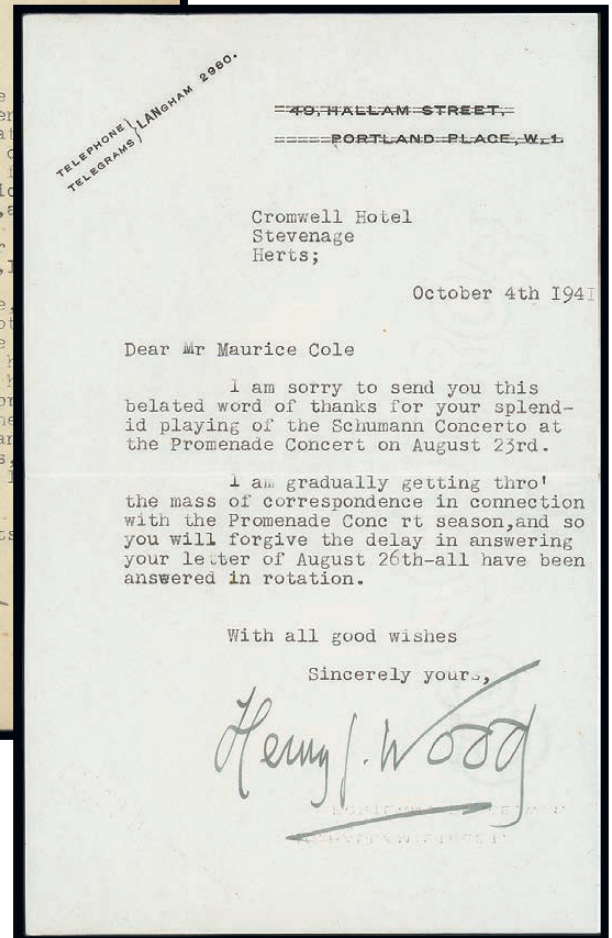 TELEPHONE
TELEGRAMS
LANGHAM 2960.
49, HALLAM STREET,
PORTLAND PLACE, W.1.
Cromwell Hotel
Stevenage
Herts;
October 4th I941
Dear Mr Maurice Cole
I am sorry to send you this
belated word of thanks for your splend-
id playing of the Schumann Concerto at
the Promenade Concert on August 23rd.
I am gradually getting thro'
the mass of correspondence in connection
with the Promenade Conc rt season,and so
you will forgive the delay in answering
your letter of August 26th-all have been
answered in rotation.
With all good wishes
Sincerely yours,
Henry J. Wood